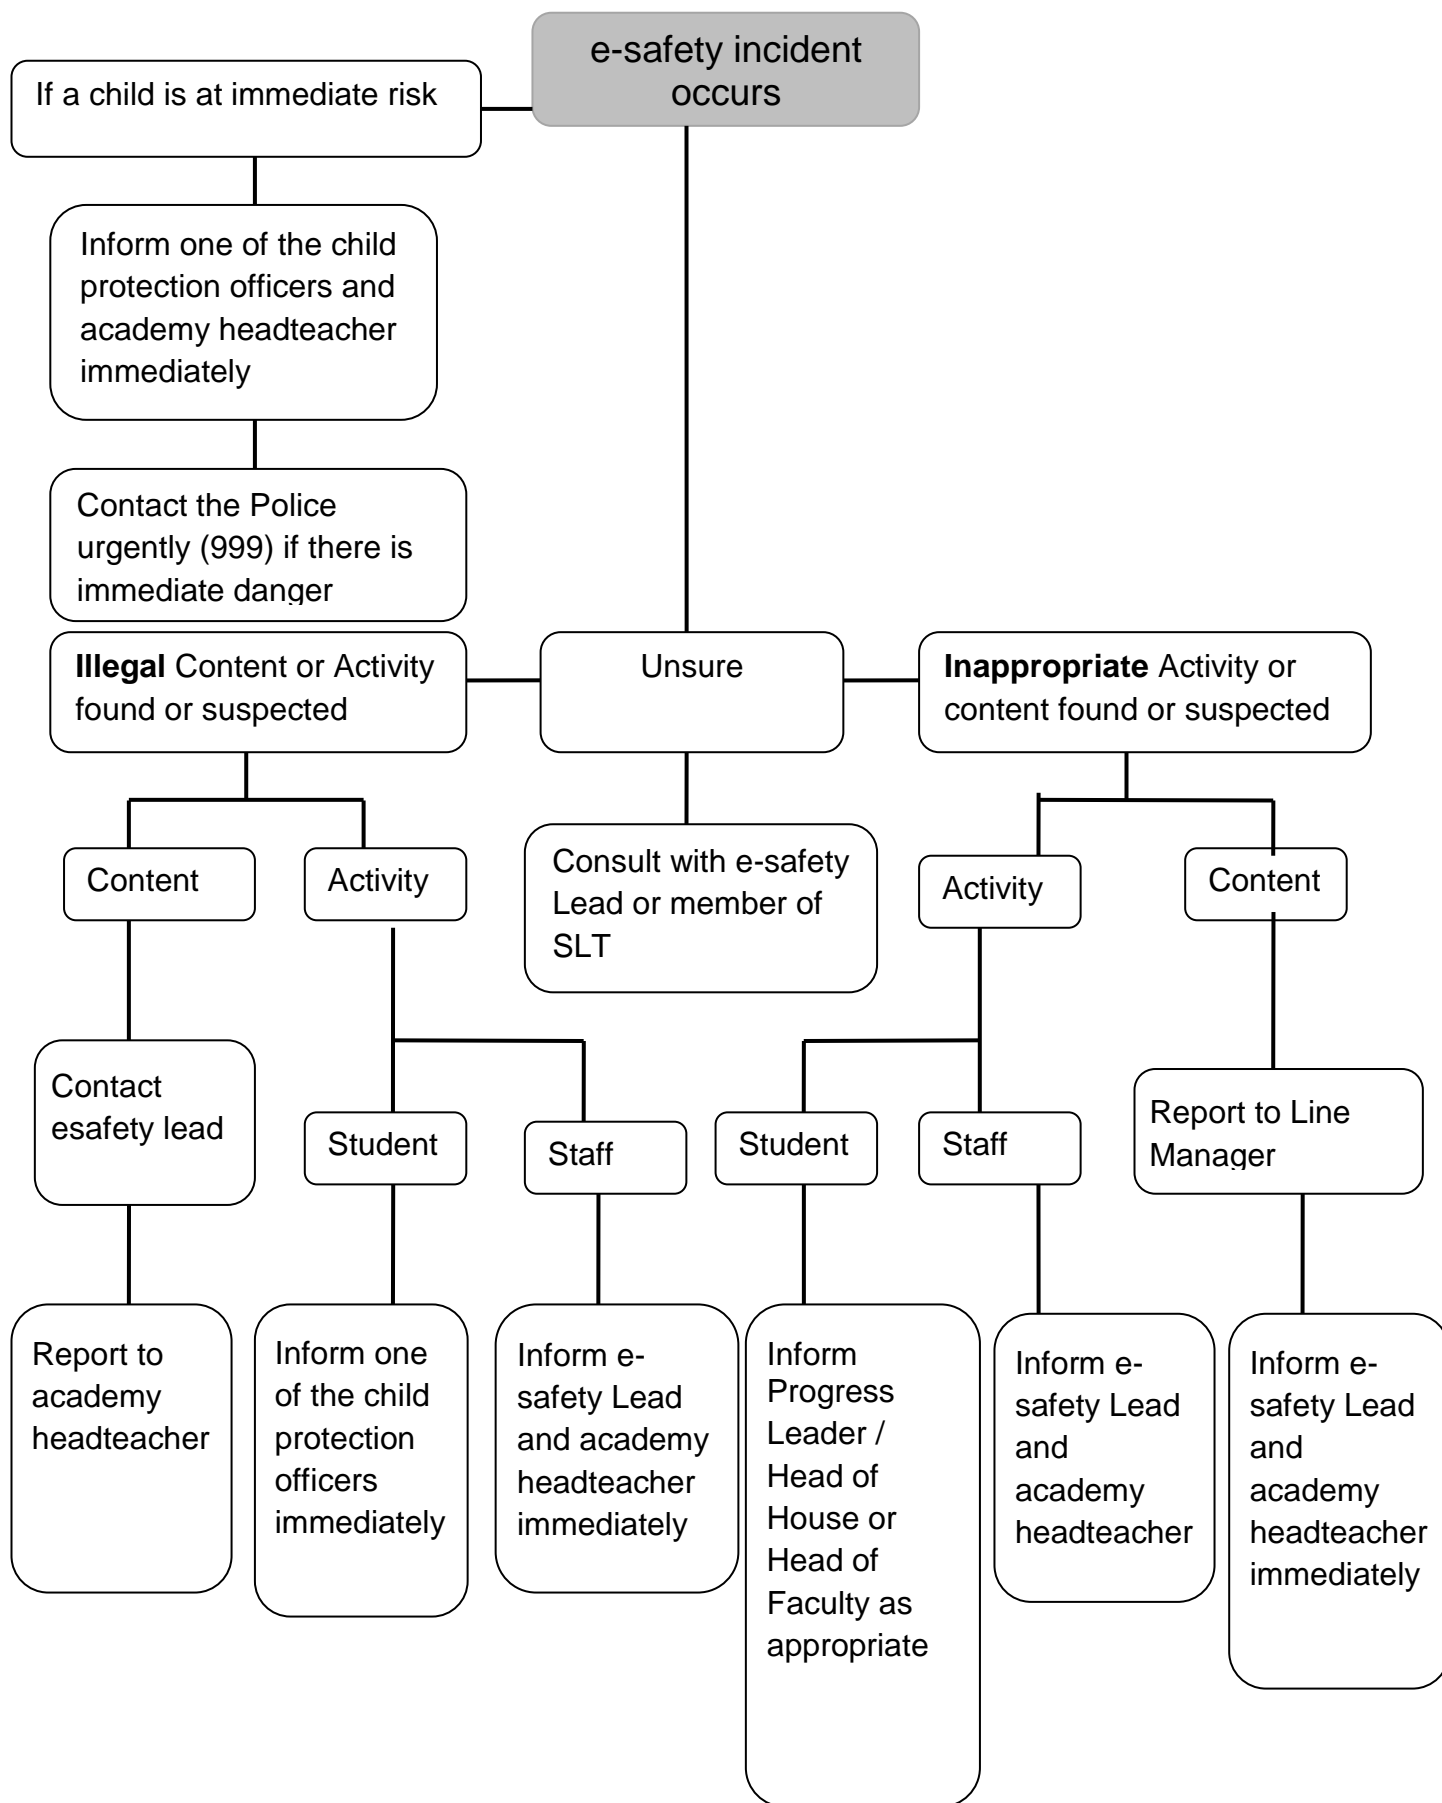 e-safety incident
occurs
If a child is at immediate risk
Inform one of the child
protection officers and
academy headteacher
immediately
Contact the Police
urgently (999) if there is
immediate danger
Illegal Content or Activity
found or suspected
Unsure
Inappropriate Activity or
content found or suspected
Content
Activity
Consult with e-safety
Lead or member of
SLT
Activity
Content
Contact
esafety lead
Student
Staff
Student
Staff
Report to Line
Manager
Report to
academy
headteacher
Inform one
of the child
protection
officers
immediately
Inform e-
safety Lead
and academy
headteacher
immediately
Inform
Progress
Leader /
Head of
House or
Head of
Faculty as
appropriate
Inform e-
safety Lead
and
academy
headteacher
Inform e-
safety Lead
and
academy
headteacher
immediately